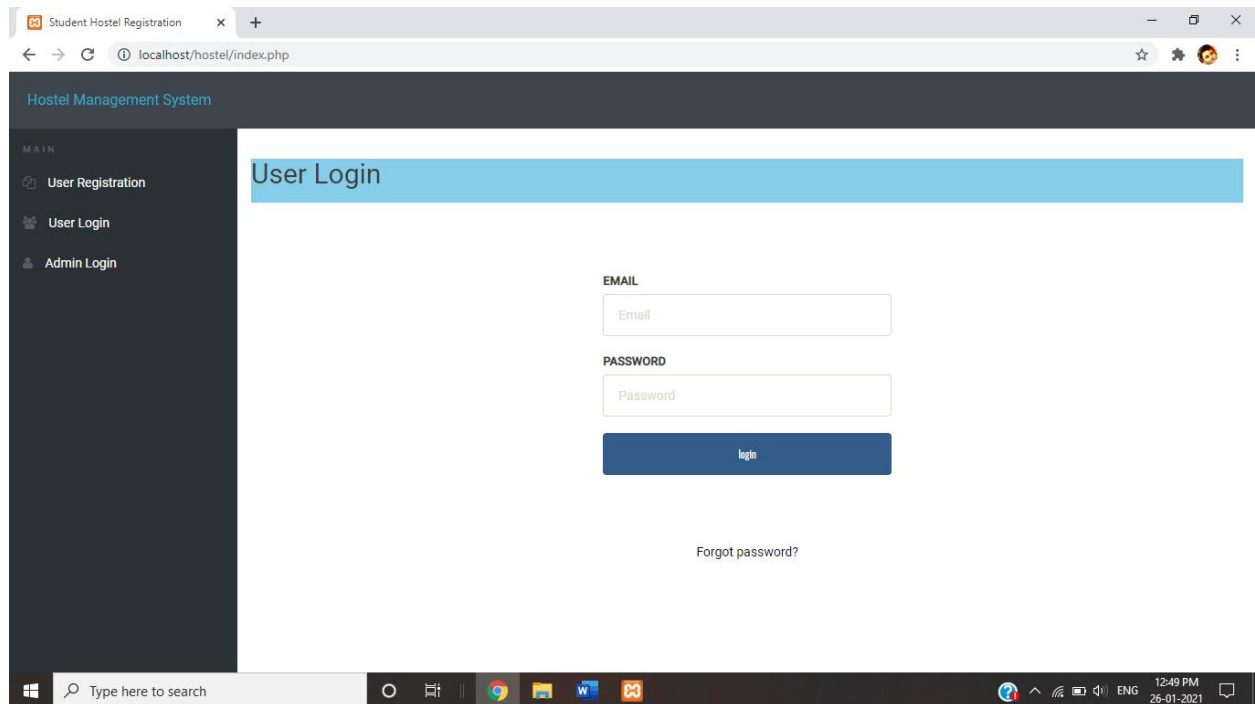 Student Hostel Registration
localhost/hostel/index.php
Hostel Management System
MAIN
User Registration
User Login
Admin Login
User Login
EMAIL
Email
PASSWORD
Password
login
Forgot password?
Type here to search
ENG
12:49 PM
26-01-2021